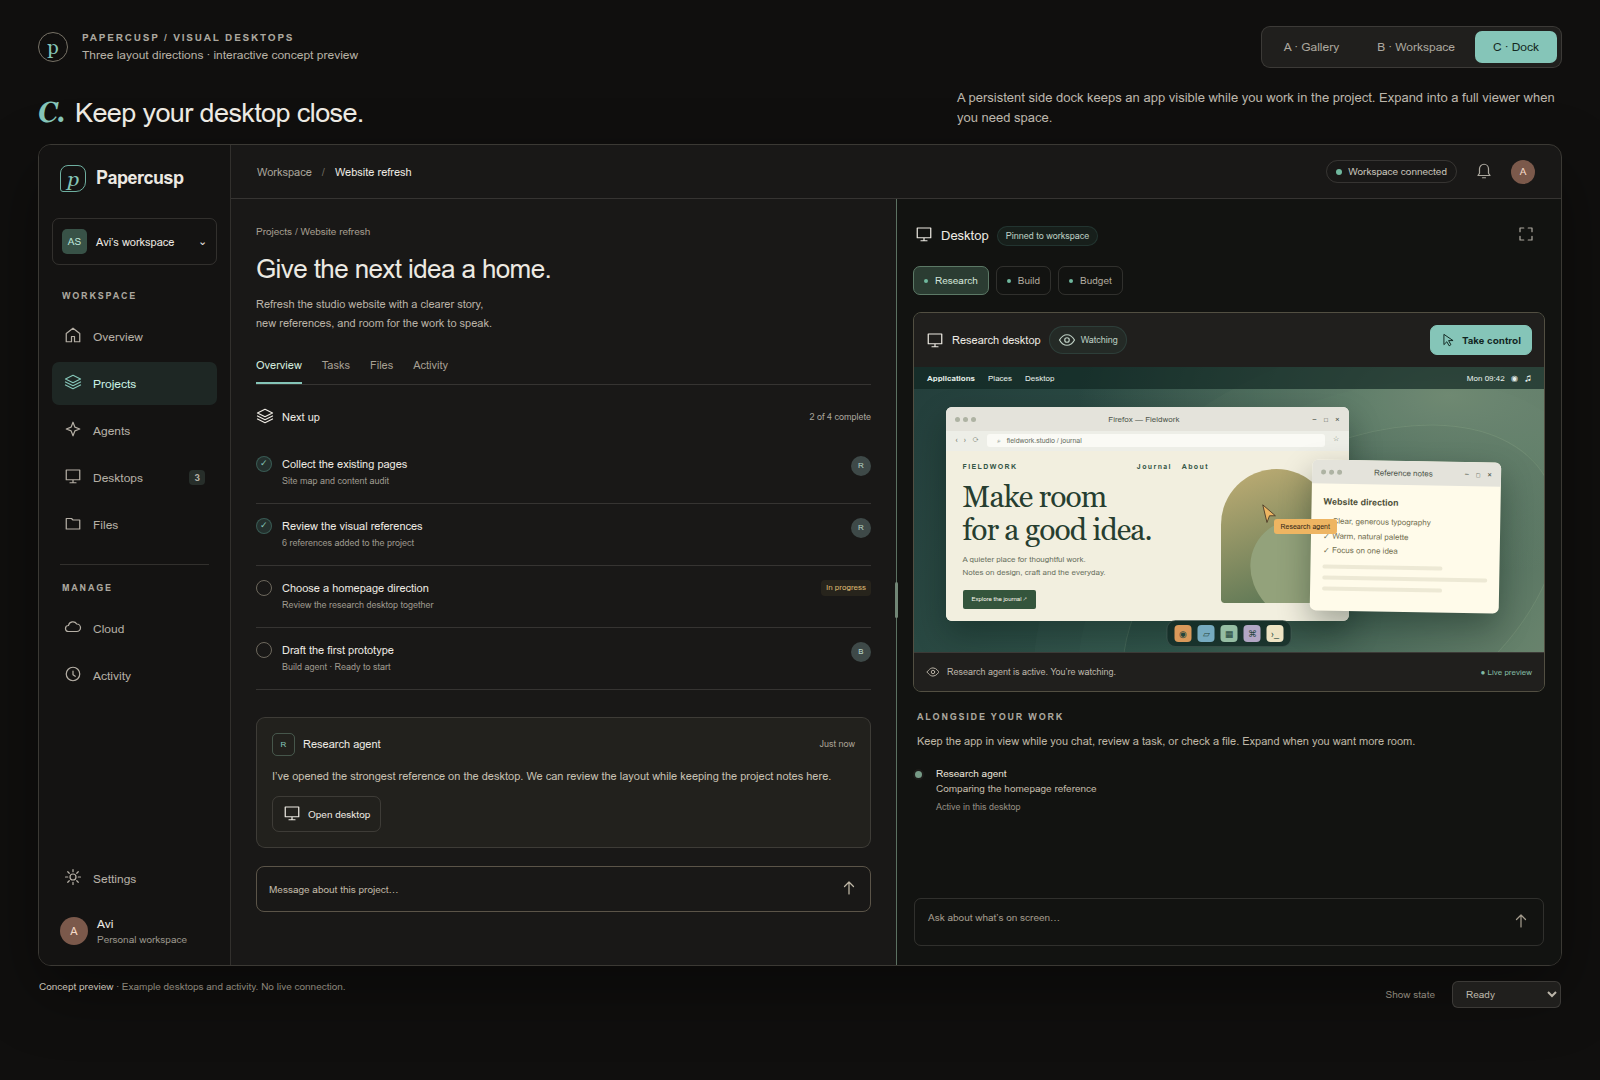 p
PAPERCUSP / VISUAL DESKTOPS
Three layout directions · interactive concept preview
A · Gallery
B · Workspace
C · Dock
C. Keep your desktop close.
A persistent side dock keeps an app visible while you work in the project. Expand into a full viewer when
you need space.
p Papercusp
AS Avi's workspace
WORKSPACE
Overview
Projects
Agents
Desktops 3
Files
MANAGE
Cloud
Activity
Settings
A Avi
Personal workspace
Workspace / Website refresh
Workspace connected
A
Projects / Website refresh
Give the next idea a home.
Refresh the studio website with a clearer story,
new references, and room for the work to speak.
Overview Tasks Files Activity
Next up
2 of 4 complete
✓ Collect the existing pages R
Site map and content audit
✓ Review the visual references R
6 references added to the project
Choose a homepage direction In progress
Review the research desktop together
Draft the first prototype B
Build agent · Ready to start
R Research agent Just now
I've opened the strongest reference on the desktop. We can review the layout while keeping the project notes here.
Open desktop
Message about this project…
Desktop Pinned to workspace
Research
Build
Budget
Research desktop Watching
Take control
Applications Places Desktop
Mon 09:42
Firefox — Fieldwork
fieldwork.studio / journal
FIELDWORK
Journal About
Make room
for a good idea.
A quieter place for thoughtful work.
Notes on design, craft and the everyday.
Explore the journal ↗
Reference notes
Website direction
Clear, generous typography
✓ Warm, natural palette
✓ Focus on one idea
Research agent
Research agent is active. You're watching.
● Live preview
ALONGSIDE YOUR WORK
Keep the app in view while you chat, review a task, or check a file. Expand when you want more room.
Research agent
Comparing the homepage reference
Active in this desktop
Ask about what's on screen…
Concept preview · Example desktops and activity. No live connection.
Show state Ready